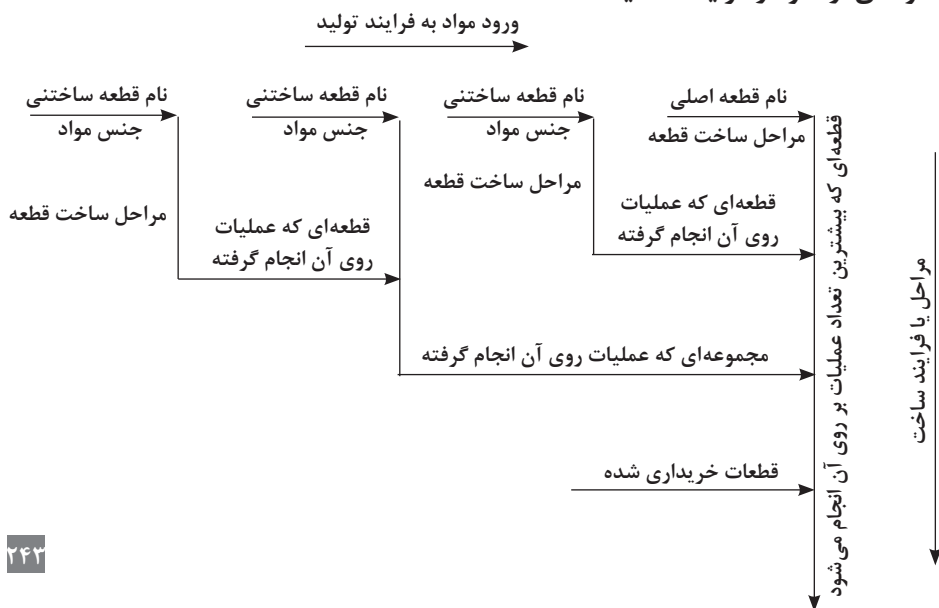 ورود مواد به فرایند تولید
نام قطعه اصلی
مراحل ساخت قطعه
نام قطعه ساختنی
جنس مواد
نام قطعه ساختنی
جنس مواد
نام قطعه ساختنی
جنس مواد
مراحل ساخت قطعه
مراحل ساخت قطعه
قطعه‌ای که عملیات
روی آن انجام گرفته
قطعه‌ای که عملیات
روی آن انجام گرفته
مجموعه‌ای که عملیات روی آن انجام گرفته
قطعات خریداری شده
قطعه‌ای که بیشترین تعداد عملیات بر روی آن انجام می‌شود
مراحل یا فرایند ساخت
۲۴۳